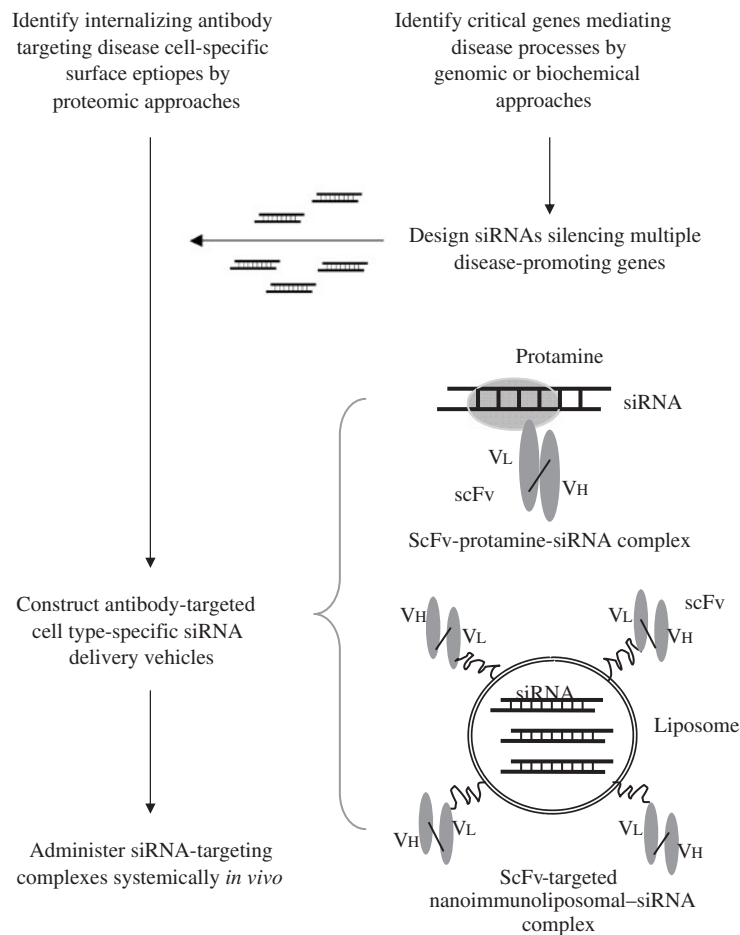 Identify internalizing antibody
targeting disease cell-specific
surface eptiopes by
proteomic approaches
Identify critical genes mediating
disease processes by
genomic or biochemical
approaches
Design siRNAs silencing multiple
disease-promoting genes
Protamine
siRNA
VL
scFv
VH
ScFv-protamine-siRNA complex
Construct antibody-targeted
cell type-specific siRNA
delivery vehicles
VH
VL
VL
scFv
VH
siRNA
Liposome
VH
VL
VL
VH
Administer siRNA-targeting
complexes systemically in vivo
ScFv-targeted
nanoimmunoliposomal–siRNA
complex